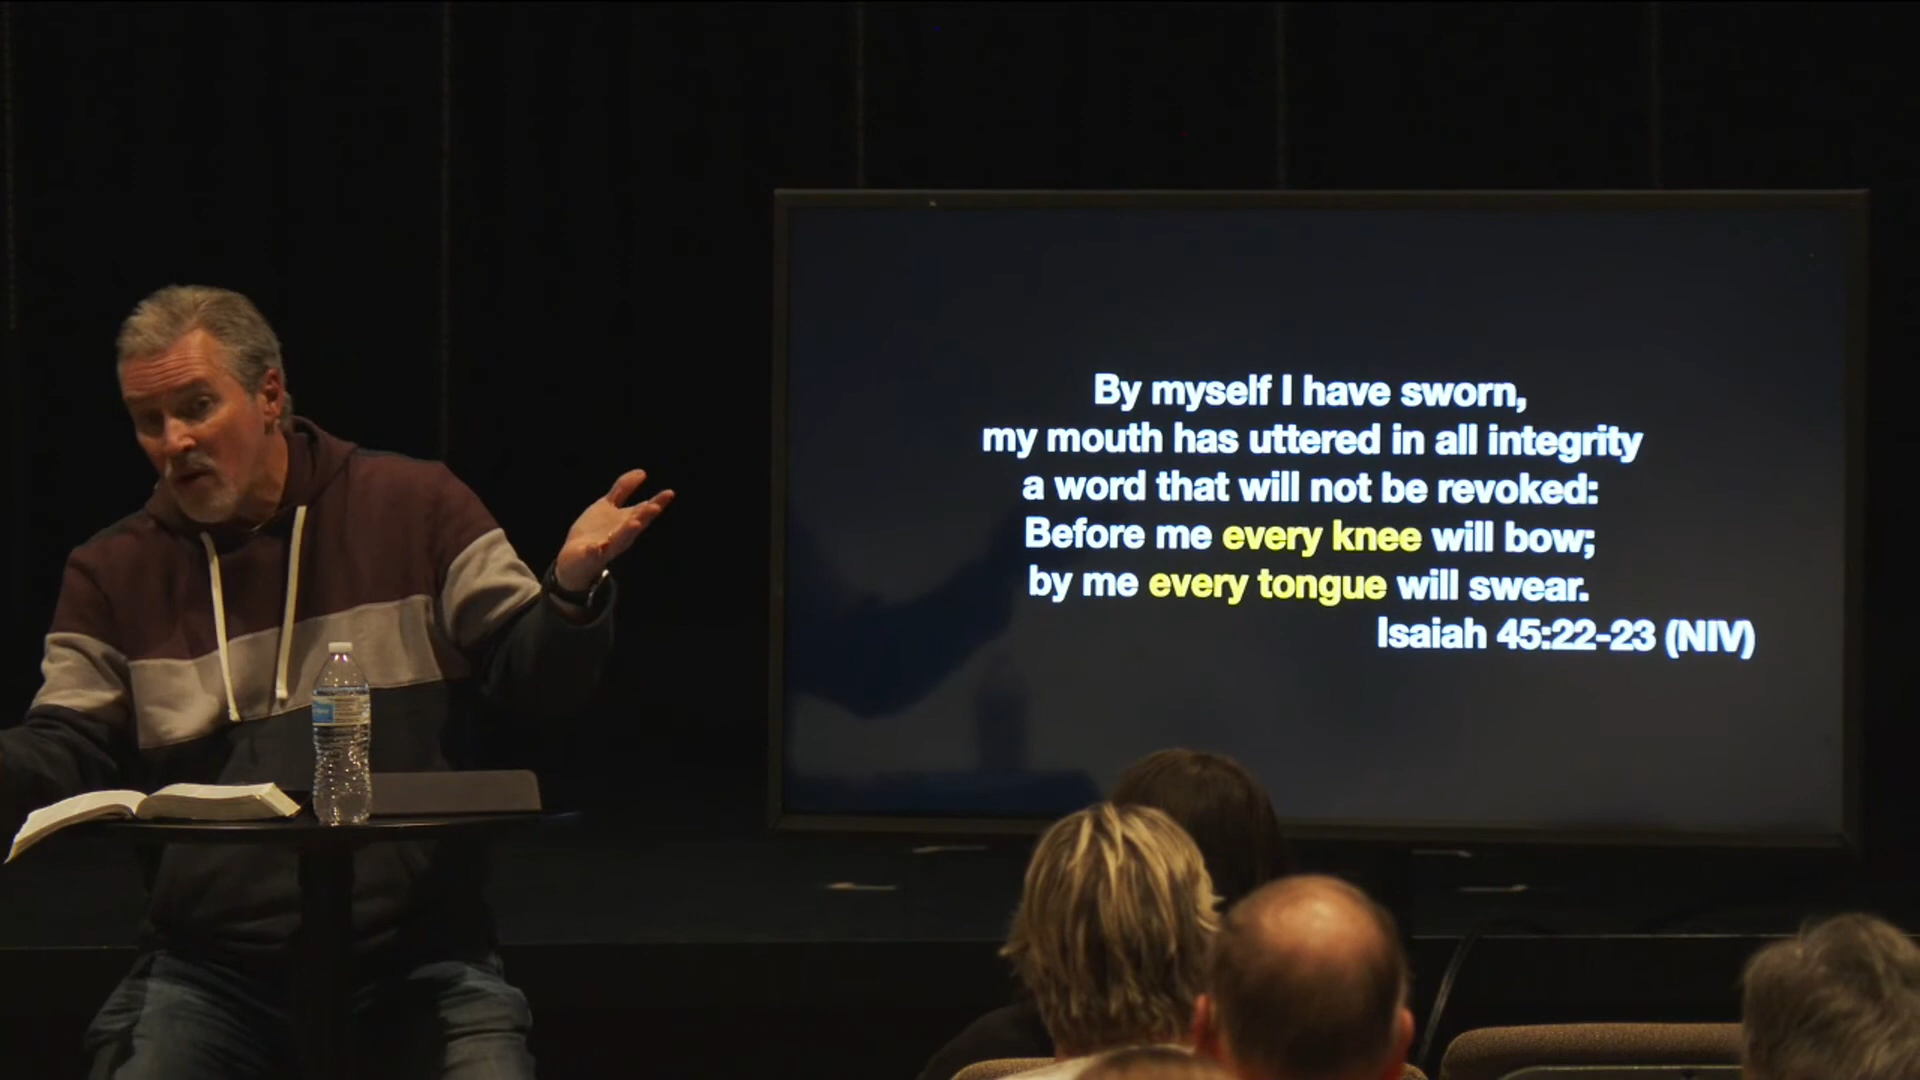 By myself I have sworn,
my mouth has uttered in all integrity
a word that will not be revoked:
Before me every knee will bow;
by me every tongue will swear.
Isaiah 45:22-23 (NIV)